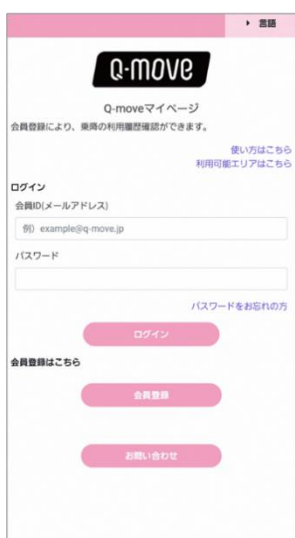 言語
Q-move
Q-moveマイページ
会員登録により、乗降の利用履歴確認ができます。
使い方はこちら
利用可能エリアはこちら
ログイン
会員ID(メールアドレス)
例）example@q-move.jp
パスワード
パスワードをお忘れの方
ログイン
会員登録はこちら
会員登録
お問い合わせ